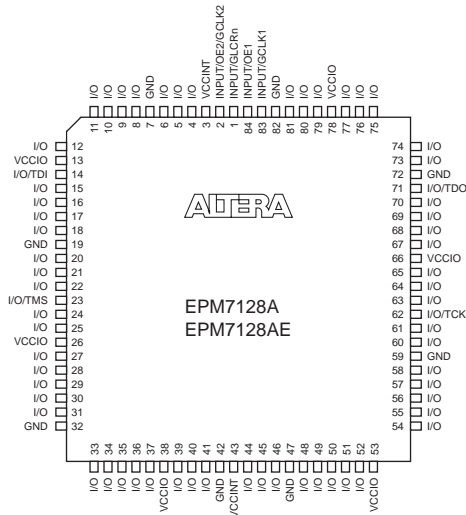 I/O I/O I/O I/O GND I/O I/O I/O VCCINT INPUT/OE2/GCLK2 INPUT/GLCRn INPUT/OE1 INPUT/GCLK1 GND I/O I/O I/O VCCIO I/O I/O I/O
11 10 9 8 7 6 5 4 3 2 1 84 83 82 81 80 79 78 77 76 75
I/O 12
VCCIO 13
I/O/TDI 14
I/O 15
I/O 16
I/O 17
I/O 18
GND 19
I/O 20
I/O 21
I/O 22
I/O/TMS 23
I/O 24
I/O 25
VCCIO 26
I/O 27
I/O 28
I/O 29
I/O 30
I/O 31
GND 32
ALTERA
EPM7128A
EPM7128AE
74 I/O
73 I/O
72 GND
71 I/O/TDO
70 I/O
69 I/O
68 I/O
67 I/O
66 VCCIO
65 I/O
64 I/O
63 I/O
62 I/O/TCK
61 I/O
60 I/O
59 GND
58 I/O
57 I/O
56 I/O
55 I/O
54 I/O
33 34 35 36 37 38 39 40 41 42 43 44 45 46 47 48 49 50 51 52 53
I/O I/O I/O I/O I/O VCCIO I/O I/O I/O GND VCCINT I/O I/O I/O GND I/O I/O I/O I/O I/O VCCIO